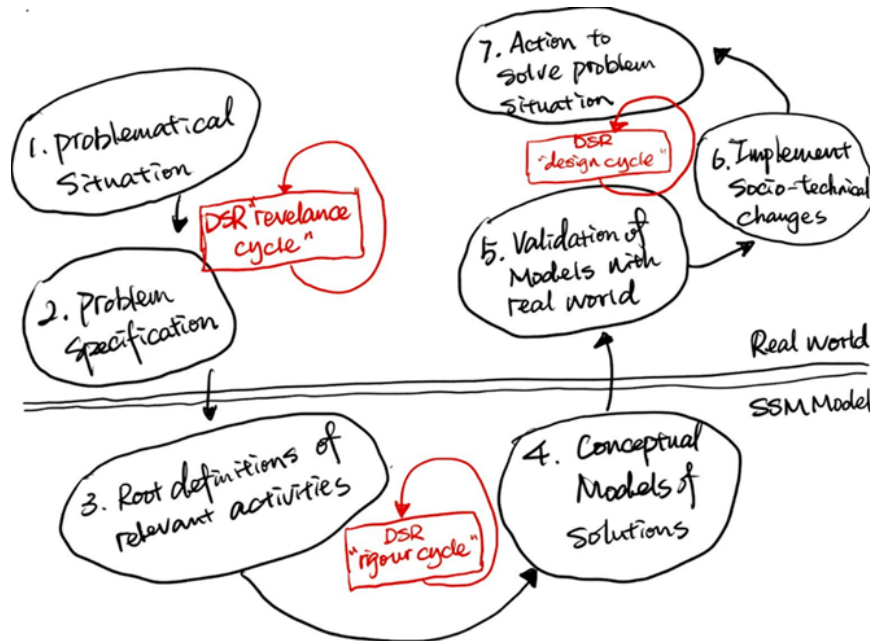 1. Problematical
Situation
DSR "revelance
cycle"
2. Problem
Specification
3. Root definitions of
relevant activities
DSR
"rigour cycle"
4. Conceptual
Models of
Solutions
5. Validation of
Models with
real world
DSR
"design cycle"
6. Implement
Socio-technical
changes
7. Action to
solve problem
situation
Real world
SSM Model